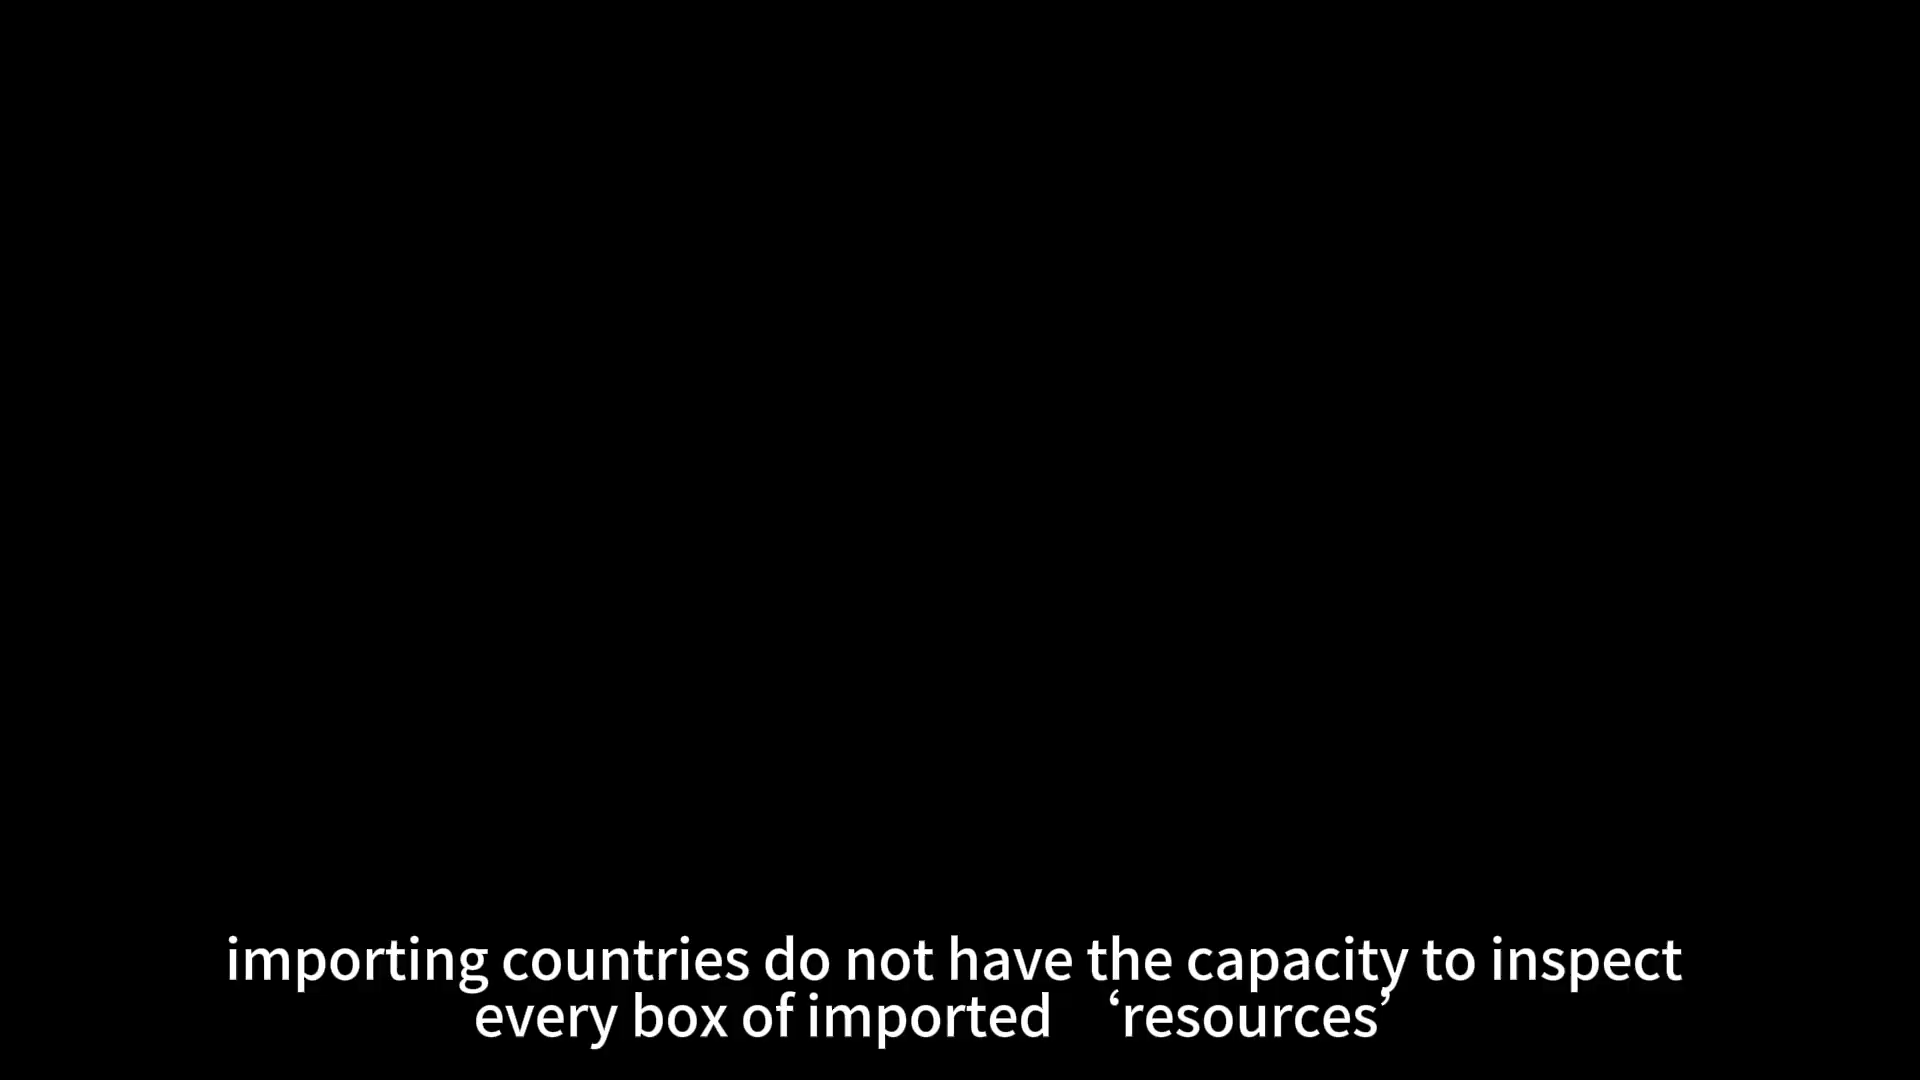 importing countries do not have the capacity to inspect
every box of imported ‘resources’